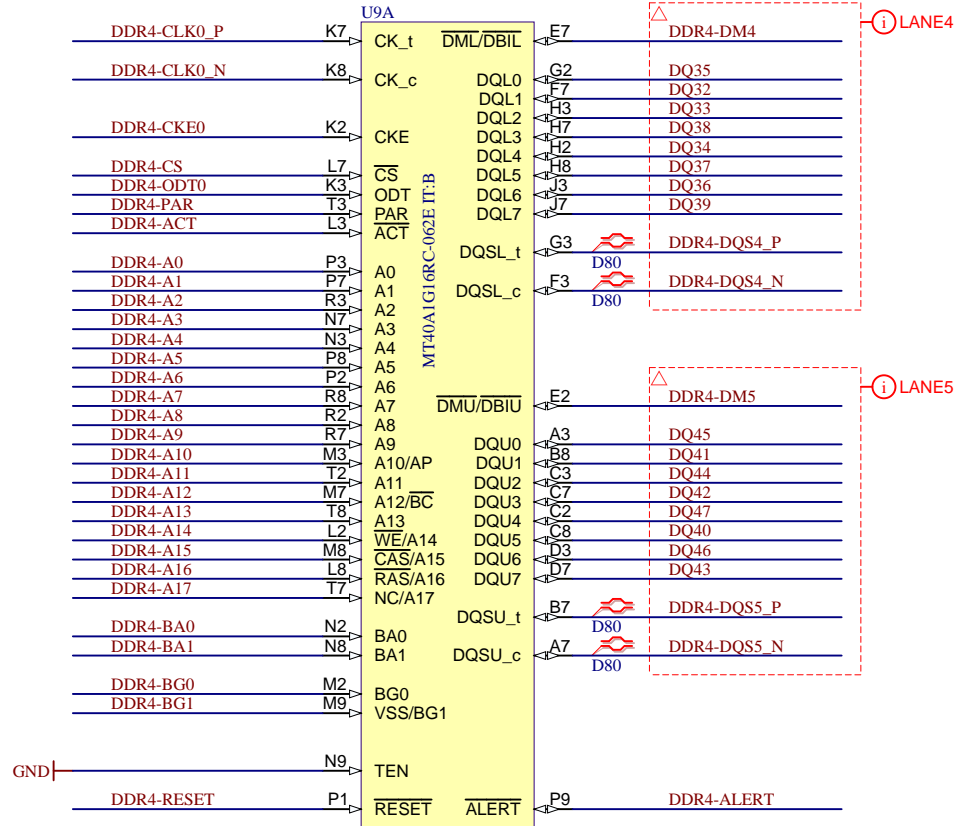 U9A
DDR4-CLK0_P K7 CK_t DML/DBIL E7 DDR4-DM4 LANE4
DDR4-CLK0_N K8 CK_c DQL0 G2 DQ35
DQL1 F7 DQ32
DQL2 H3 DQ33
DDR4-CKE0 K2 CKE DQL3 H7 DQ38
DQL4 H2 DQ34
DDR4-CS L7 CS DQL5 H8 DQ37
DDR4-ODT0 K3 ODT DQL6 J3 DQ36
DDR4-PAR T3 PAR DQL7 J7 DQ39
DDR4-ACT L3 ACT
DQSL_t G3 D80 DDR4-DQS4_P
DDR4-A0 P3 A0
DDR4-A1 P7 A1 DQSL_c F3 D80 DDR4-DQS4_N
DDR4-A2 R3 A2
DDR4-A3 N7 A3
DDR4-A4 N3 A4
DDR4-A5 P8 A5
DDR4-A6 P2 A6
DDR4-A7 R8 A7 DMU/DBIU E2 DDR4-DM5 LANE5
DDR4-A8 R2 A8
DDR4-A9 R7 A9 DQU0 A3 DQ45
DDR4-A10 M3 A10/AP DQU1 B8 DQ41
DDR4-A11 T2 A11 DQU2 C3 DQ44
DDR4-A12 M7 A12/BC DQU3 C7 DQ42
DDR4-A13 T8 A13 DQU4 C2 DQ47
DDR4-A14 L2 WE/A14 DQU5 C8 DQ40
DDR4-A15 M8 CAS/A15 DQU6 D3 DQ46
DDR4-A16 L8 RAS/A16 DQU7 D7 DQ43
DDR4-A17 T7 NC/A17
DQSU_t B7 D80 DDR4-DQS5_P
DDR4-BA0 N2 BA0
DDR4-BA1 N8 BA1 DQSU_c A7 D80 DDR4-DQS5_N
DDR4-BG0 M2 BG0
DDR4-BG1 M9 VSS/BG1
GND N9 TEN
DDR4-RESET P1 RESET ALERT P9 DDR4-ALERT
MT40A1G16RC-062E IT:B